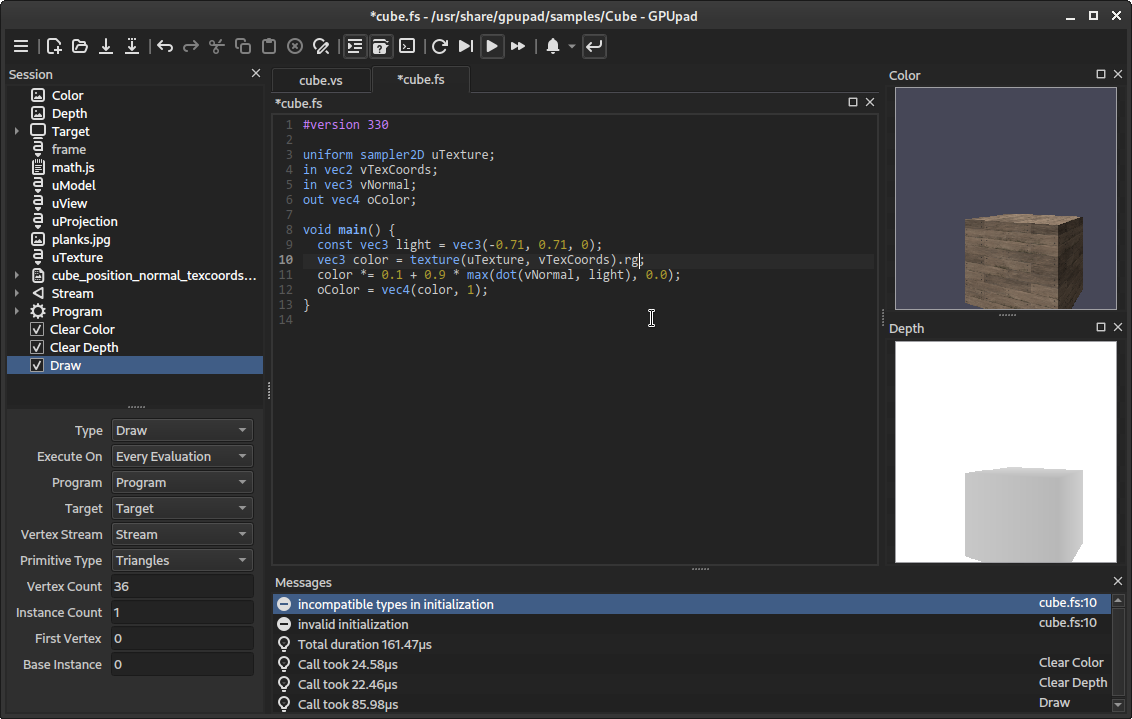 *cube.fs - /usr/share/gpupad/samples/Cube - GPUpad
Session
Color
Depth
Target
frame
math.js
uModel
uView
uProjection
planks.jpg
uTexture
cube_position_normal_texcoords...
Stream
Program
Clear Color
Clear Depth
Draw
Type Draw
Execute On Every Evaluation
Program Program
Target Target
Vertex Stream Stream
Primitive Type Triangles
Vertex Count 36
Instance Count 1
First Vertex 0
Base Instance 0
cube.vs *cube.fs
*cube.fs
1 #version 330
2
3 uniform sampler2D uTexture;
4 in vec2 vTexCoords;
5 in vec3 vNormal;
6 out vec4 oColor;
7
8 void main() {
9 const vec3 light = vec3(-0.71, 0.71, 0);
10 vec3 color = texture(uTexture, vTexCoords).rg;
11 color *= 0.1 + 0.9 * max(dot(vNormal, light), 0.0);
12 oColor = vec4(color, 1);
13 }
14
Color
Depth
Messages
incompatible types in initialization cube.fs:10
invalid initialization cube.fs:10
Total duration 161.47µs
Call took 24.58µs Clear Color
Call took 22.46µs Clear Depth
Call took 85.98µs Draw